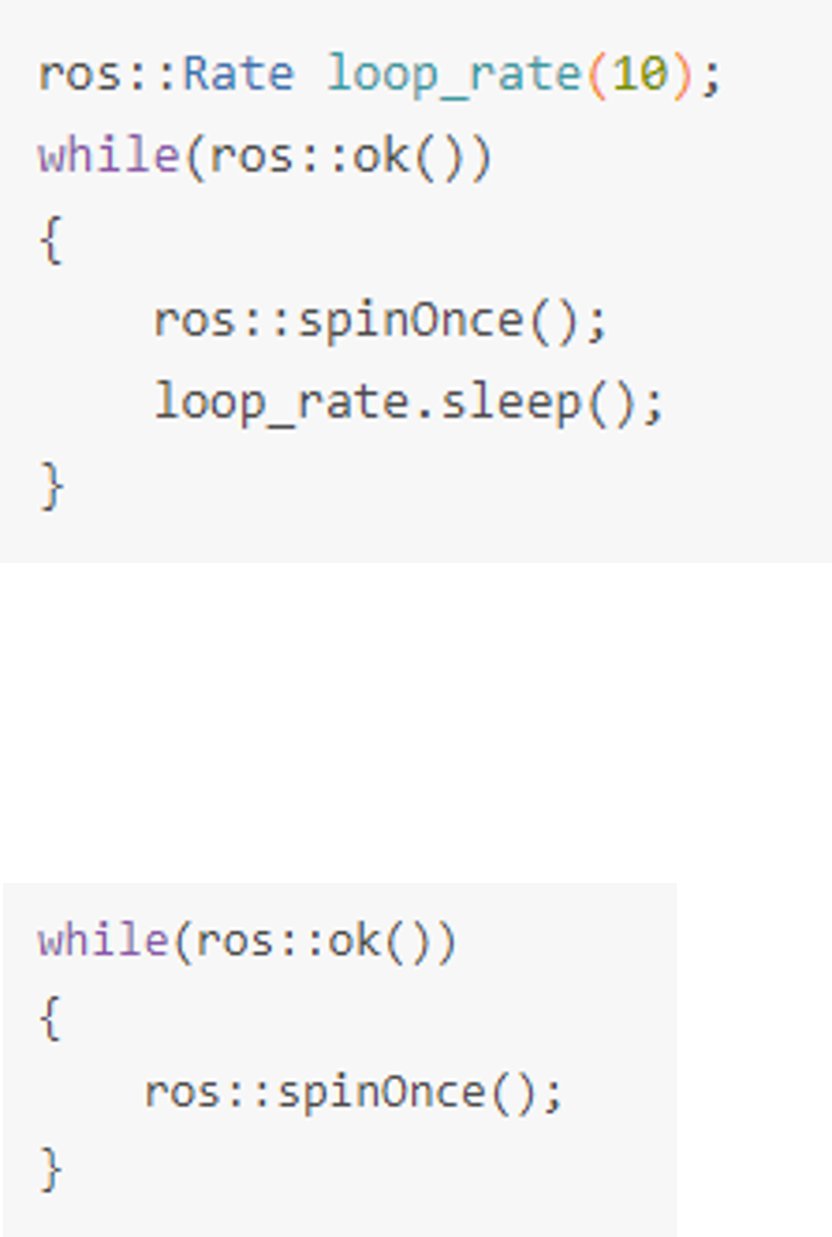 ros::Rate loop_rate(10);
while(ros::ok())
{
    ros::spinOnce();
    loop_rate.sleep();
}
while(ros::ok())
{
    ros::spinOnce();
}